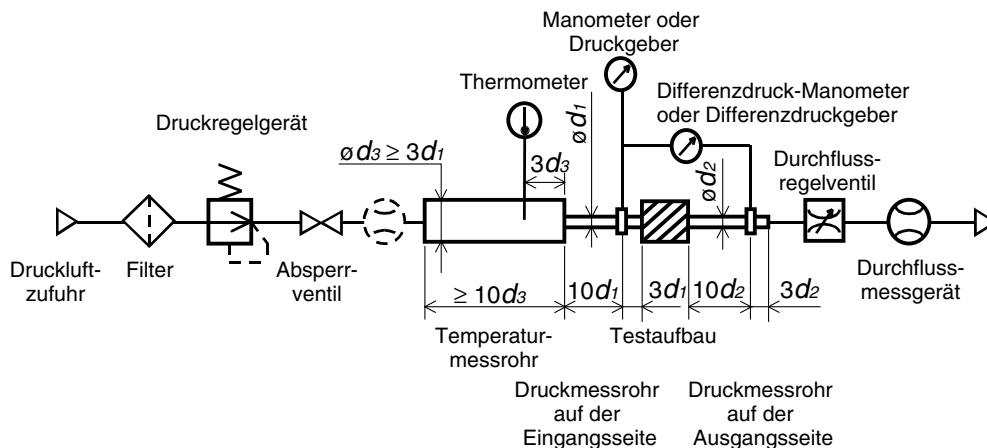 Manometer oder
Druckgeber
Thermometer
Differenzdruck-Manometer
oder Differenzdruckgeber
Druckregelgerät
ød1
ød3 ≥ 3d1
3d3
ød2
Durchfluss-
regelventil
Druckluft-
zufuhr
Filter
Absperr-
ventil
Durchfluss-
messgerät
≥ 10d3
10d1
3d1
10d2
3d2
Temperatur-
messrohr
Testaufbau
Druckmessrohr
auf der
Eingangsseite
Druckmessrohr
auf der
Ausgangsseite